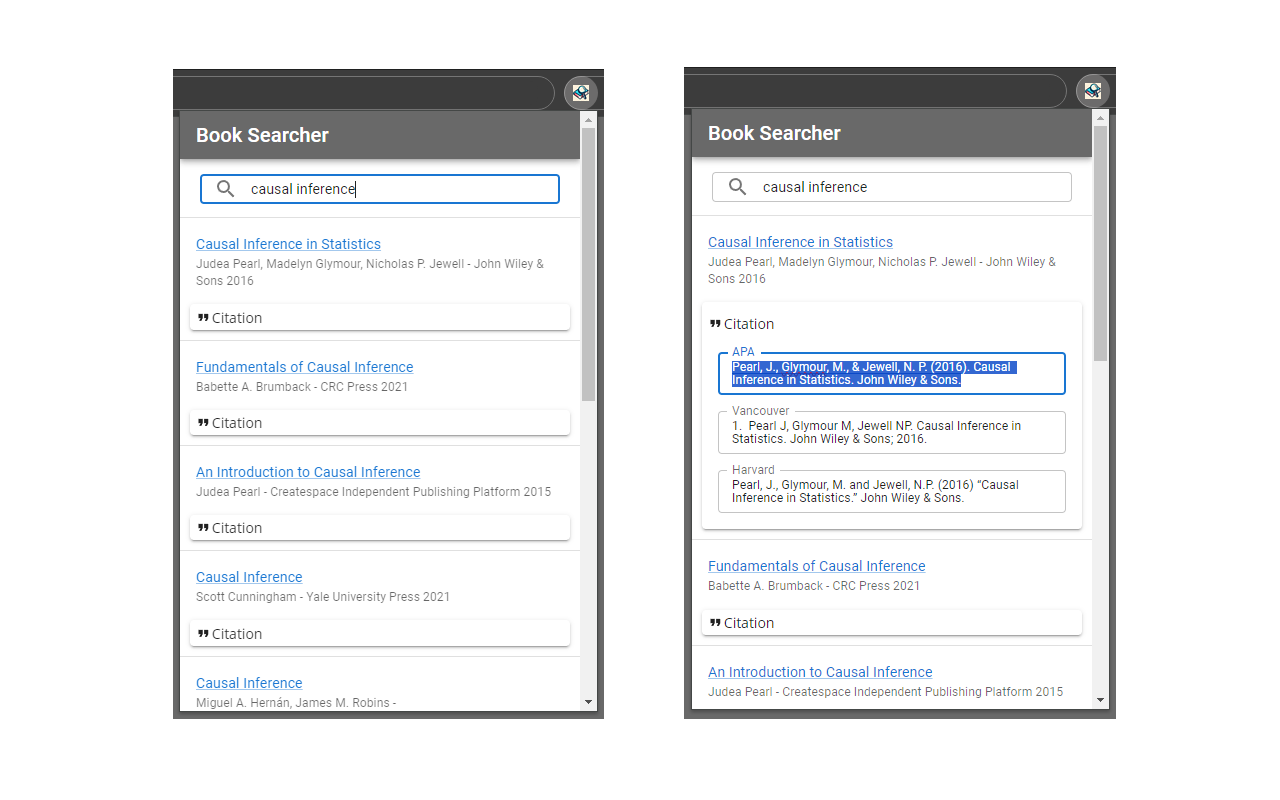 Book Searcher
causal inference
Causal Inference in Statistics
Judea Pearl, Madelyn Glymour, Nicholas P. Jewell - John Wiley &
Sons 2016
Citation
Fundamentals of Causal Inference
Babette A. Brumback - CRC Press 2021
Citation
An Introduction to Causal Inference
Judea Pearl - Createspace Independent Publishing Platform 2015
Citation
Causal Inference
Scott Cunningham - Yale University Press 2021
Citation
Causal Inference
Miguel A. Hernán, James M. Robins -
Book Searcher
causal inference
Causal Inference in Statistics
Judea Pearl, Madelyn Glymour, Nicholas P. Jewell - John Wiley &
Sons 2016
Citation
APA
Pearl, J., Glymour, M., & Jewell, N. P. (2016). Causal
Inference in Statistics. John Wiley & Sons.
Vancouver
1. Pearl J, Glymour M, Jewell NP. Causal Inference in
Statistics. John Wiley & Sons; 2016.
Harvard
Pearl, J., Glymour, M. and Jewell, N.P. (2016) “Causal
Inference in Statistics.” John Wiley & Sons.
Fundamentals of Causal Inference
Babette A. Brumback - CRC Press 2021
Citation
An Introduction to Causal Inference
Judea Pearl - Createspace Independent Publishing Platform 2015